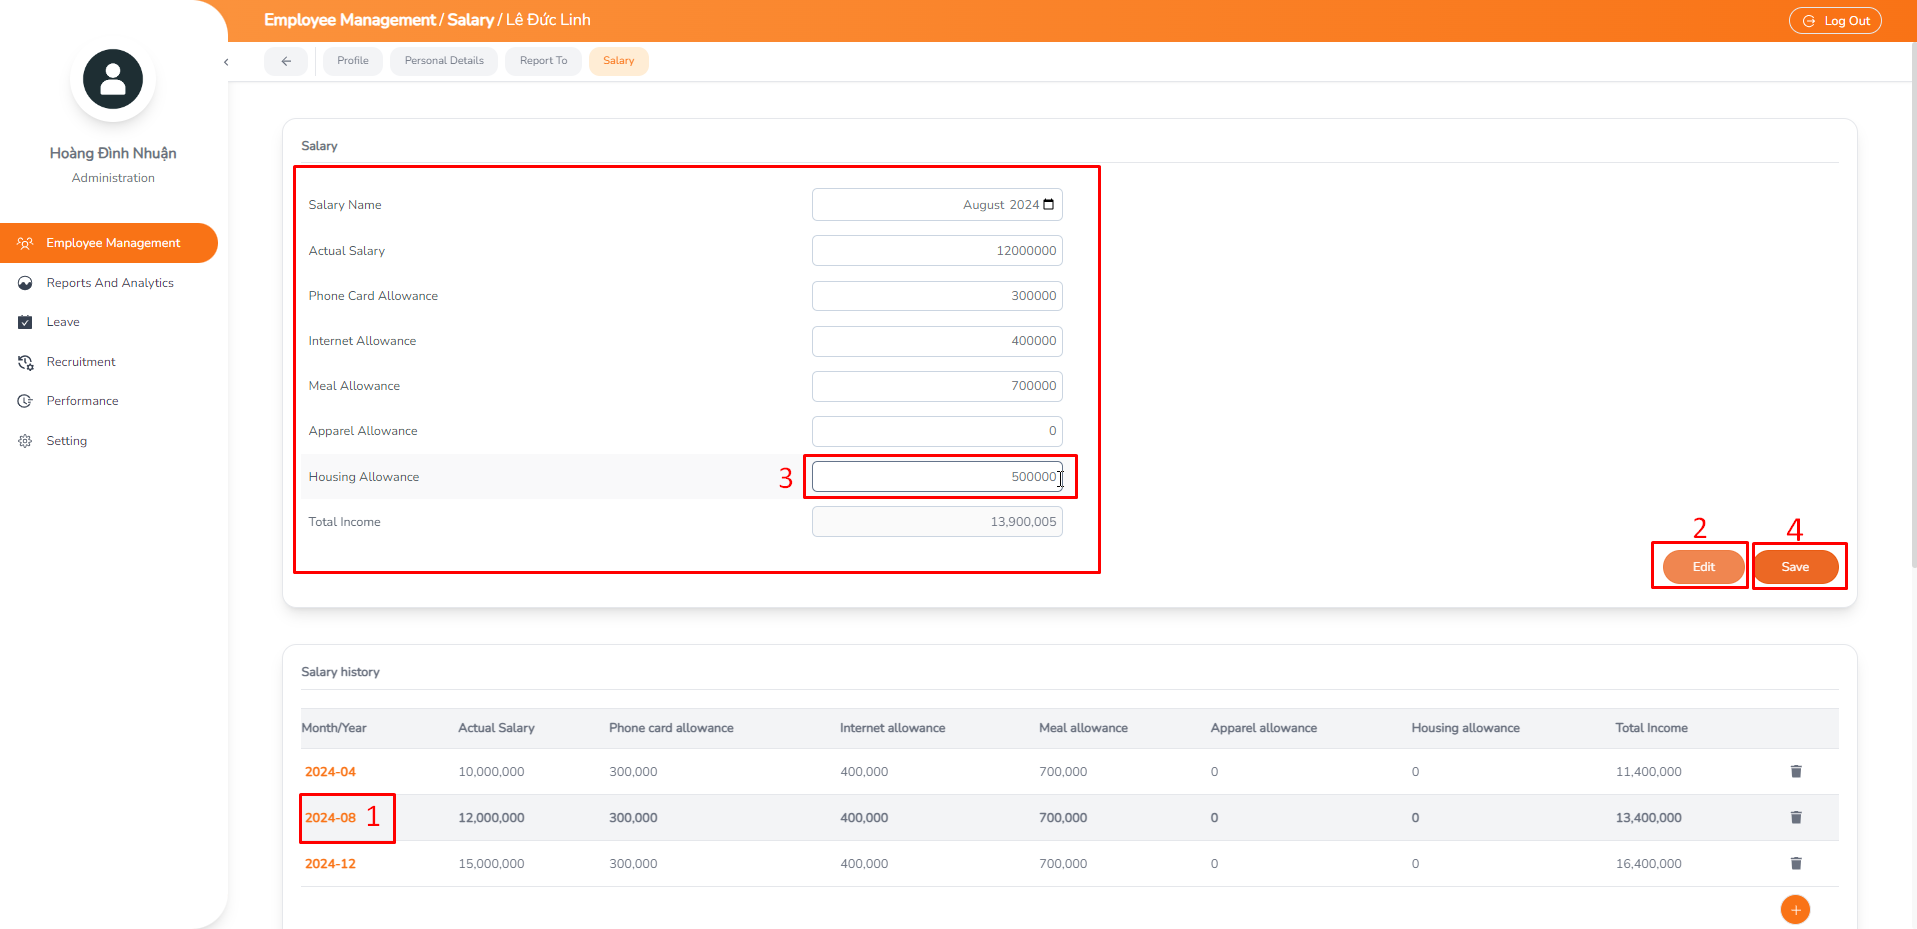 Employee Management / Salary / Lê Đức Linh
Log Out
Profile
Personal Details
Report To
Salary
Hoàng Đình Nhuận
Administration
Employee Management
Reports And Analytics
Leave
Recruitment
Performance
Setting
Salary
Salary Name August 2024
Actual Salary 12000000
Phone Card Allowance 300000
Internet Allowance 400000
Meal Allowance 700000
Apparel Allowance 0
Housing Allowance 3 500000
Total Income 13,900,005
2 4
Edit Save
Salary history
Month/Year Actual Salary Phone card allowance Internet allowance Meal allowance Apparel allowance Housing allowance Total Income
2024-04 10,000,000 300,000 400,000 700,000 0 0 11,400,000
2024-08 1 12,000,000 300,000 400,000 700,000 0 0 13,400,000
2024-12 15,000,000 300,000 400,000 700,000 0 0 16,400,000